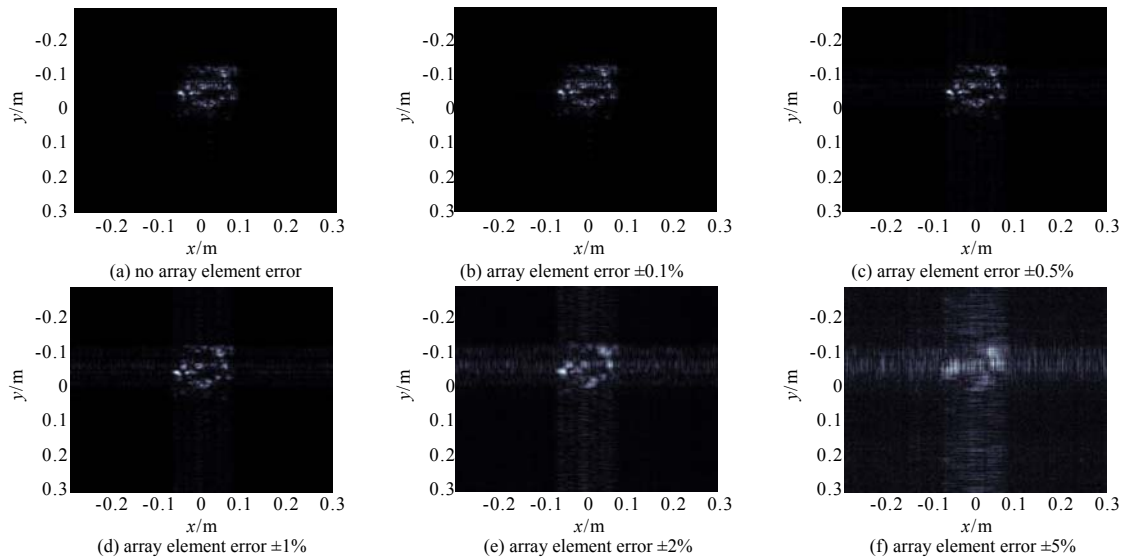 -0.2
-0.1
0
0.1
0.2
0.3
y/m
-0.2 -0.1 0 0.1 0.2 0.3
x/m
(a) no array element error
-0.2
-0.1
0
0.1
0.2
0.3
y/m
-0.2 -0.1 0 0.1 0.2 0.3
x/m
(b) array element error ±0.1%
-0.2
-0.1
0
0.1
0.2
0.3
y/m
-0.2 -0.1 0 0.1 0.2 0.3
x/m
(c) array element error ±0.5%
-0.2
-0.1
0
0.1
0.2
0.3
y/m
-0.2 -0.1 0 0.1 0.2 0.3
x/m
(d) array element error ±1%
-0.2
-0.1
0
0.1
0.2
0.3
y/m
-0.2 -0.1 0 0.1 0.2 0.3
x/m
(e) array element error ±2%
-0.2
-0.1
0
0.1
0.2
0.3
y/m
-0.2 -0.1 0 0.1 0.2 0.3
x/m
(f) array element error ±5%